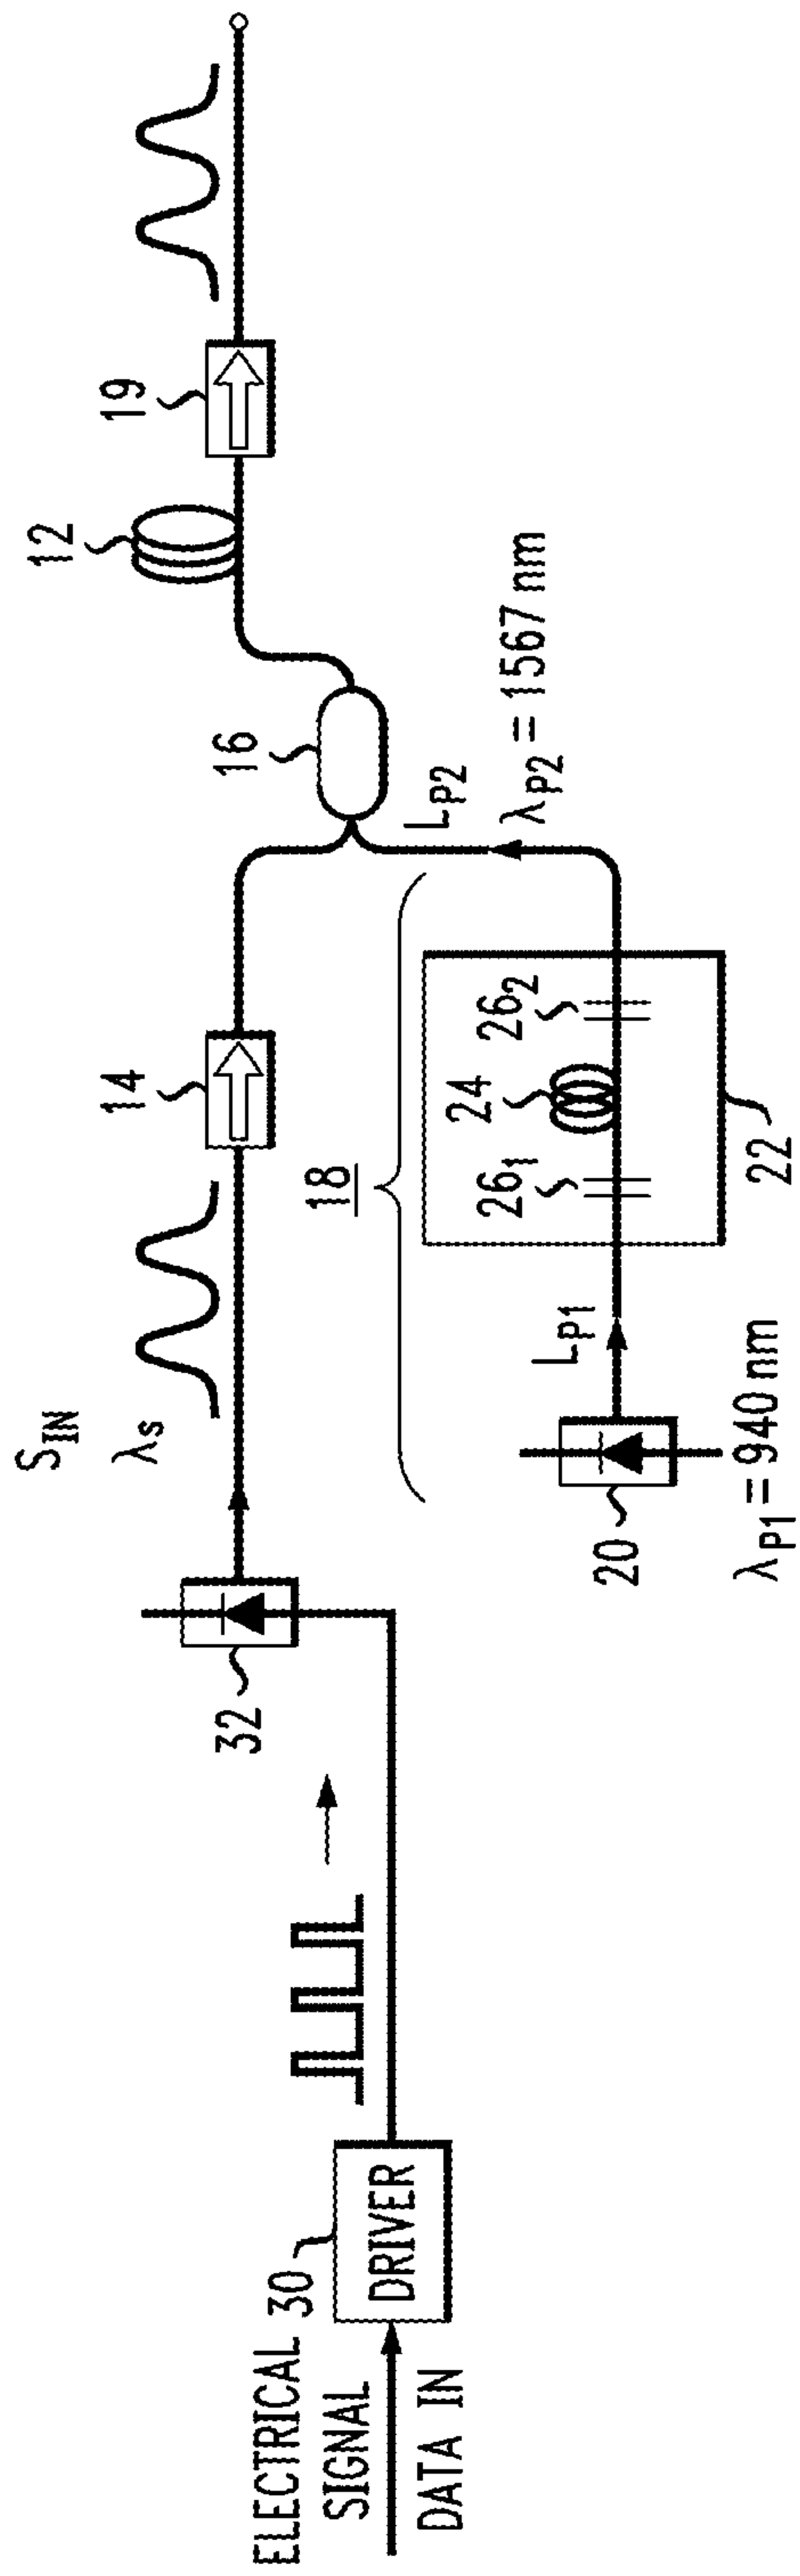 ELECTRICAL
SIGNAL
DATA IN
30
DRIVER
32
S_IN
λ_s
14
16
12
19
18
20
λ_P1 = 940 nm
L_P1
22
26_1
24
26_2
L_P2
λ_P2 = 1567 nm